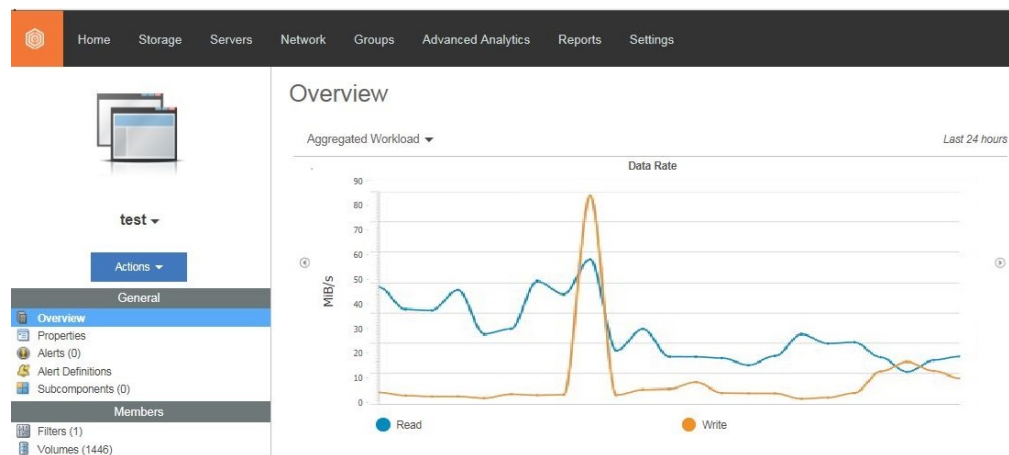 Home Storage Servers Network Groups Advanced Analytics Reports Settings
test
Actions
General
Overview
Properties
Alerts (0)
Alert Definitions
Subcomponents (0)
Members
Filters (1)
Volumes (1446)
Overview
Aggregated Workload
Last 24 hours
Data Rate
MiB/s
90
80
70
60
50
40
30
20
10
0
Read Write